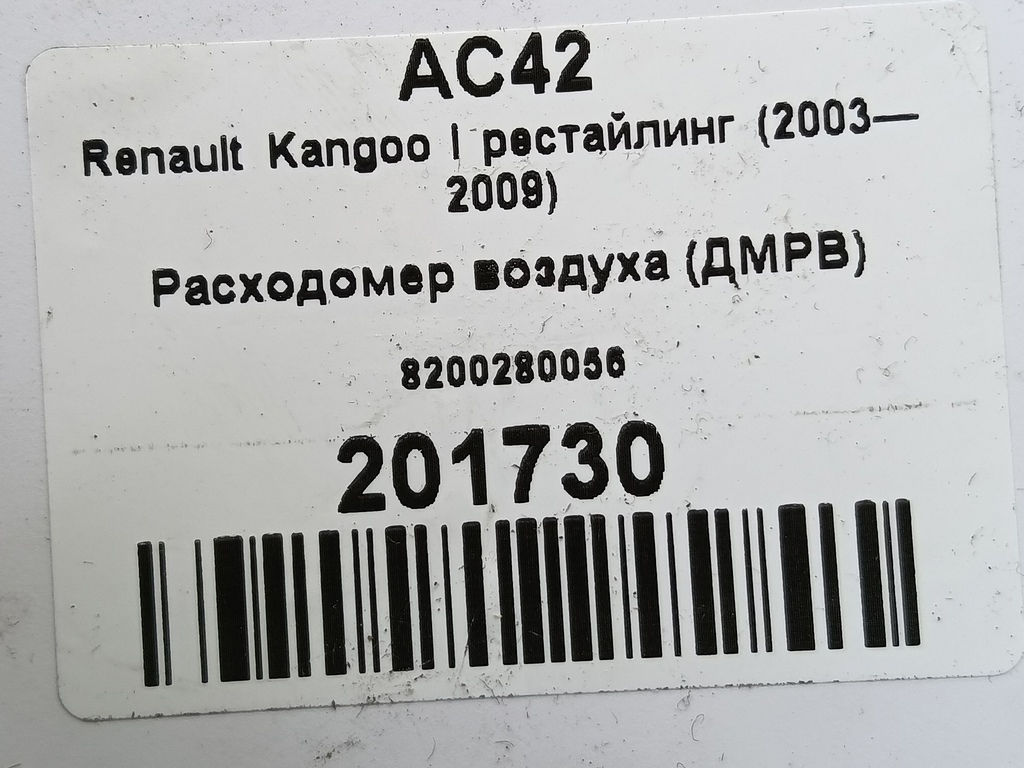 AC42
Renault Kangoo I рестайлинг (2003—
2009)
Расходомер воздуха (ДМРВ)
8200280056
201730